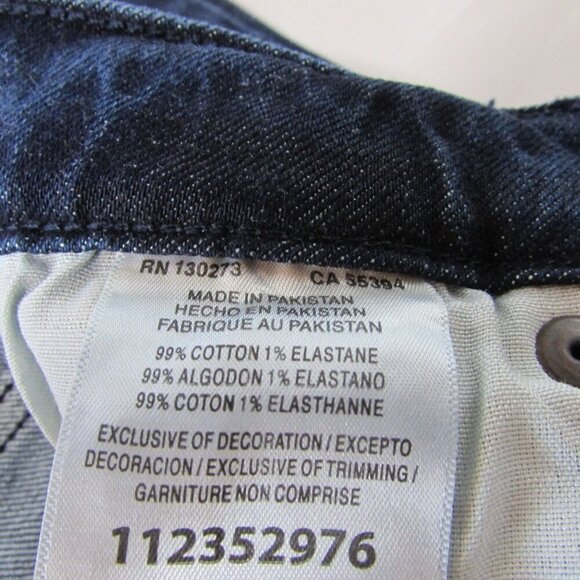 RN 130273 CA 55394
MADE IN PAKISTAN
HECHO EN PAKISTAN
FABRIQUE AU PAKISTAN
99% COTTON 1% ELASTANE
99% ALGODON 1% ELASTANO
99% COTON 1% ELASTHANNE
EXCLUSIVE OF DECORATION / EXCEPTO
DECORACION / EXCLUSIVE OF TRIMMING /
GARNITURE NON COMPRISE
112352976